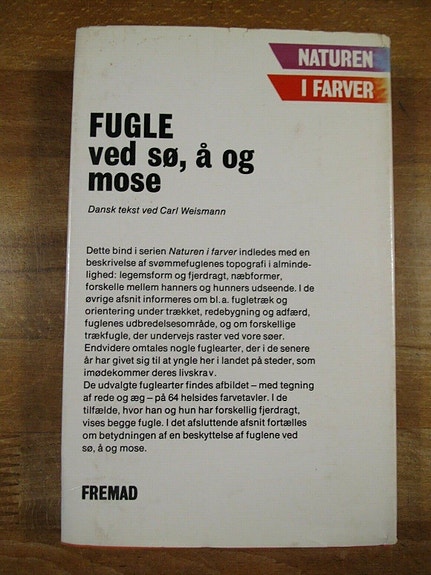 NATUREN
I FARVER
FUGLE
ved sø, å og
mose
Dansk tekst ved Carl Weismann
Dette bind i serien Naturen i farver indledes med en
beskrivelse af svømmefuglenes topografi i alminde-
lighed: legemsform og fjerdragt, næbformer,
forskelle mellem hanners og hunners udseende. I de
øvrige afsnit informeres om bl.a. fugletræk og
orientering under trækket, redebygning og adfærd,
fuglenes udbredelsesområde, og om forskellige
trækfugle, der undervejs raster ved vore søer.
Endvidere omtales nogle fuglearter, der i de senere
år har givet sig til at yngle her i landet på steder, som
imødekommer deres livskrav.
De udvalgte fuglearter findes afbildet – med tegning
af rede og æg – på 64 helsides farvetavler. I de
tilfælde, hvor han og hun har forskellig fjerdragt,
vises begge fugle. I det afsluttende afsnit fortælles
om betydningen af en beskyttelse af fuglene ved
sø, å og mose.
FREMAD